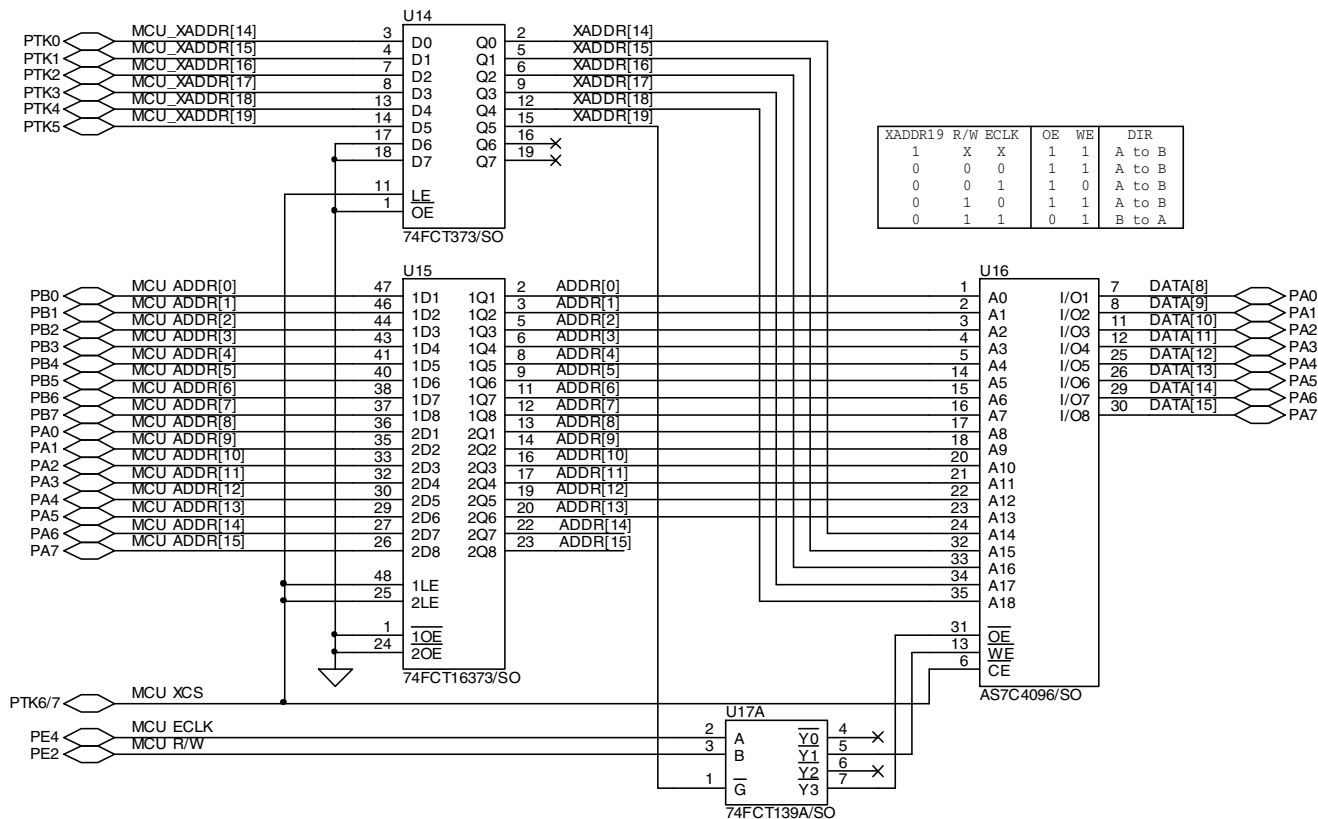 U14
PTK0 MCU_XADDR[14] 3 D0 Q0 2 XADDR[14]
PTK1 MCU_XADDR[15] 4 D1 Q1 5 XADDR[15]
PTK2 MCU_XADDR[16] 7 D2 Q2 6 XADDR[16]
PTK3 MCU_XADDR[17] 8 D3 Q3 9 XADDR[17]
PTK4 MCU_XADDR[18] 13 D4 Q4 12 XADDR[18]
PTK5 MCU_XADDR[19] 14 D5 Q5 15 XADDR[19]
17 D6 Q6 16
18 D7 Q7 19
11 LE
1 OE
74FCT373/SO
XADDR19 R/W ECLK OE WE DIR
1 X X 1 1 A to B
0 0 0 1 1 A to B
0 0 1 1 0 A to B
0 1 0 1 1 A to B
0 1 1 0 1 B to A
U15
PB0 MCU ADDR[0] 47 1D1 1Q1 2 ADDR[0]
PB1 MCU ADDR[1] 46 1D2 1Q2 3 ADDR[1]
PB2 MCU ADDR[2] 44 1D3 1Q3 5 ADDR[2]
PB3 MCU ADDR[3] 43 1D4 1Q4 6 ADDR[3]
PB4 MCU ADDR[4] 41 1D5 1Q5 8 ADDR[4]
PB5 MCU ADDR[5] 40 1D6 1Q6 9 ADDR[5]
PB6 MCU ADDR[6] 38 1D7 1Q7 11 ADDR[6]
PB7 MCU ADDR[7] 37 1D8 1Q8 12 ADDR[7]
PA0 MCU ADDR[8] 36 2D1 2Q1 13 ADDR[8]
PA1 MCU ADDR[9] 35 2D2 2Q2 14 ADDR[9]
PA2 MCU ADDR[10] 33 2D3 2Q3 16 ADDR[10]
PA3 MCU ADDR[11] 32 2D4 2Q4 17 ADDR[11]
PA4 MCU ADDR[12] 30 2D5 2Q5 19 ADDR[12]
PA5 MCU ADDR[13] 29 2D6 2Q6 20 ADDR[13]
PA6 MCU ADDR[14] 27 2D7 2Q7 22 ADDR[14]
PA7 MCU ADDR[15] 26 2D8 2Q8 23 ADDR[15]
48 1LE
25 2LE
1 1OE
24 2OE
74FCT16373/SO
U16
1 A0 I/O1 7 DATA[8] PA0
2 A1 I/O2 8 DATA[9] PA1
3 A2 I/O3 11 DATA[10] PA2
4 A3 I/O4 12 DATA[11] PA3
5 A4 I/O5 25 DATA[12] PA4
14 A5 I/O6 26 DATA[13] PA5
15 A6 I/O7 29 DATA[14] PA6
16 A7 I/O8 30 DATA[15] PA7
17 A8
18 A9
20 A10
21 A11
22 A12
23 A13
24 A14
32 A15
33 A16
34 A17
35 A18
31 OE
13 WE
6 CE
AS7C4096/SO
PTK6/7 MCU XCS
PE4 MCU ECLK
PE2 MCU R/W
U17A
2 A Y0 4
3 B Y1 5
Y2 6
1 G Y3 7
74FCT139A/SO